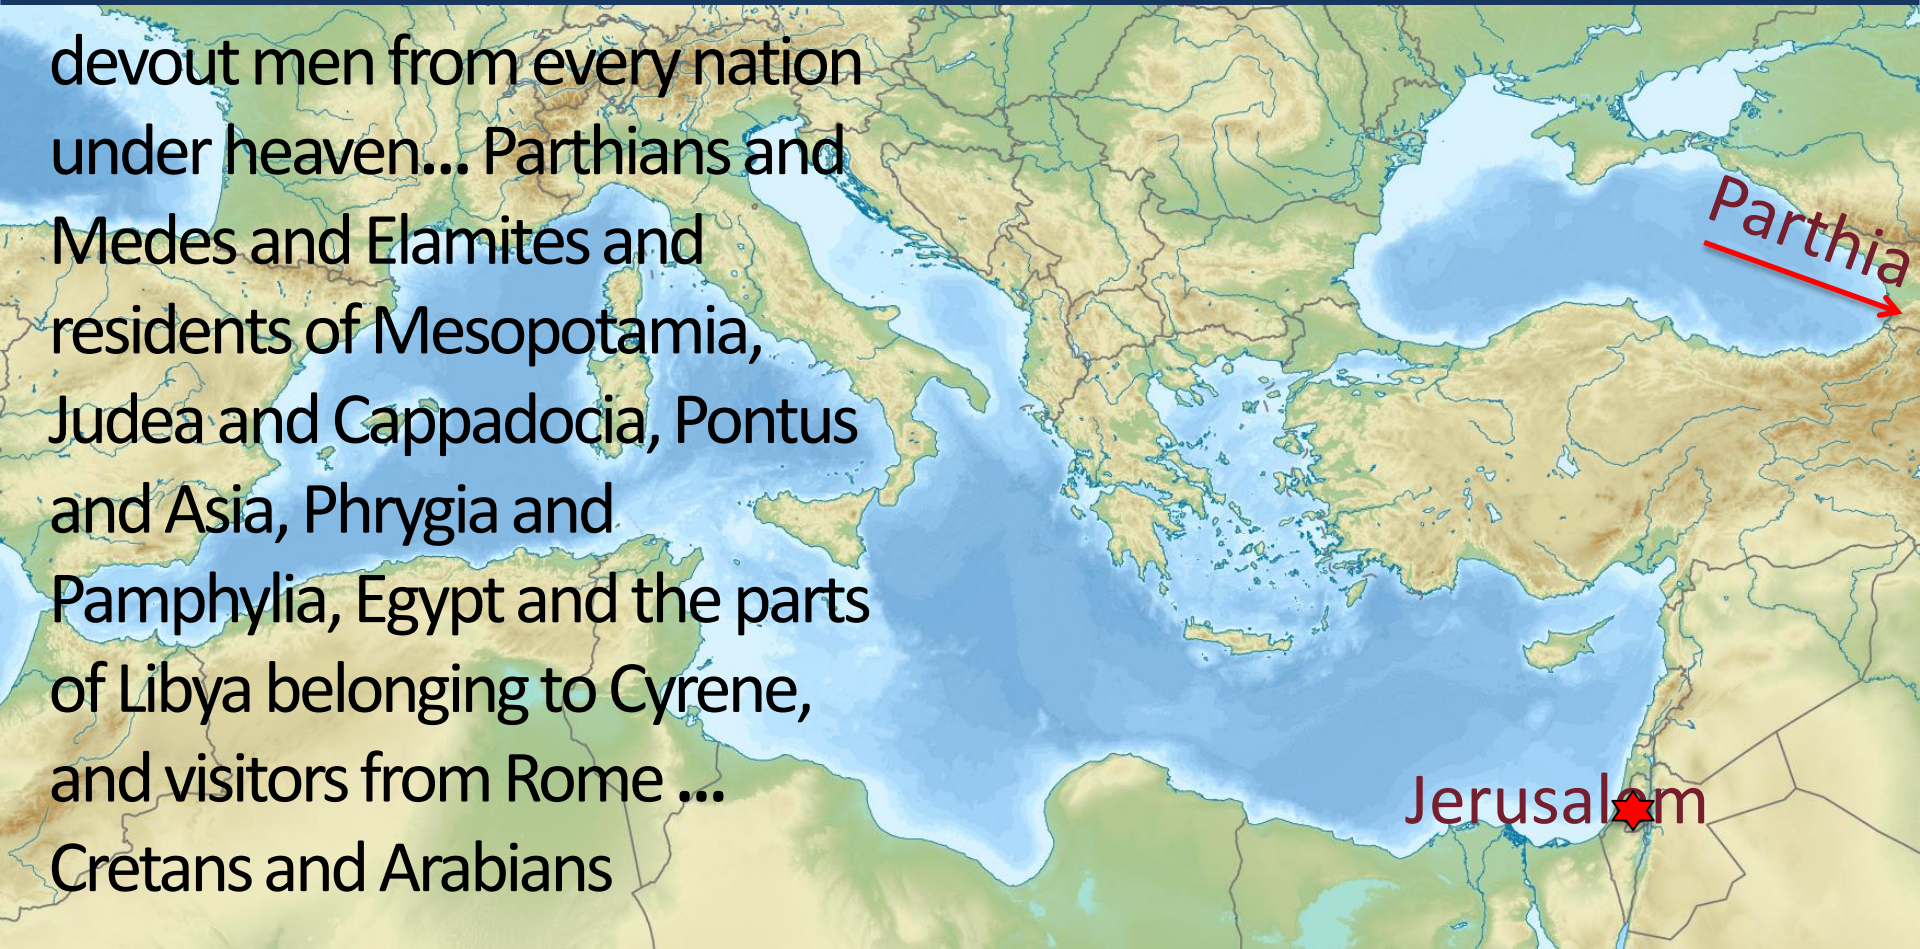 devout men from every nation
under heaven... Parthians and
Medes and Elamites and
residents of Mesopotamia,
Judea and Cappadocia, Pontus
and Asia, Phrygia and
Pamphylia, Egypt and the parts
of Libya belonging to Cyrene,
and visitors from Rome ...
Cretans and Arabians
Parthia
Jerusalem